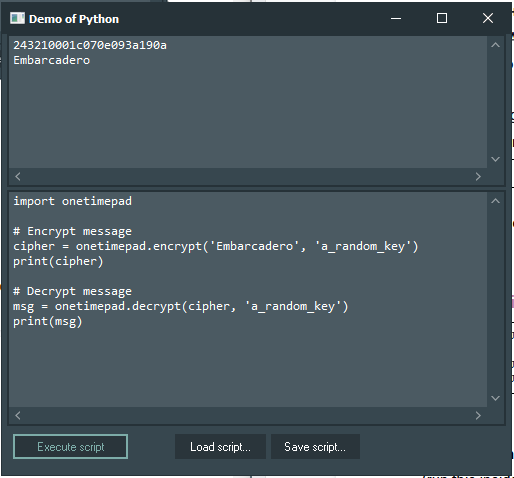 Demo of Python
243210001c070e093a190a
Embarcadero
import onetimepad
# Encrypt message
cipher = onetimepad.encrypt('Embarcadero', 'a_random_key')
print(cipher)
# Decrypt message
msg = onetimepad.decrypt(cipher, 'a_random_key')
print(msg)
Execute script
Load script...
Save script...